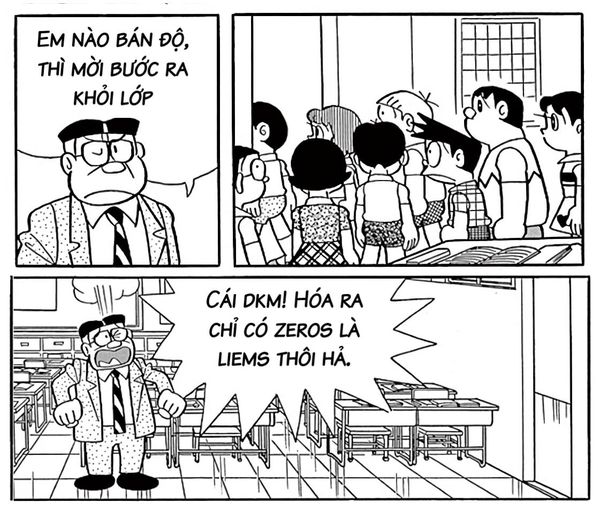 EM NÀO BÁN ĐỘ,
THÌ MỜI BƯỚC RA
KHỎI LỚP
CÁI DKM! HÓA RA
CHỈ CÓ ZEROS LÀ
LIEMS THÔI HẢ.